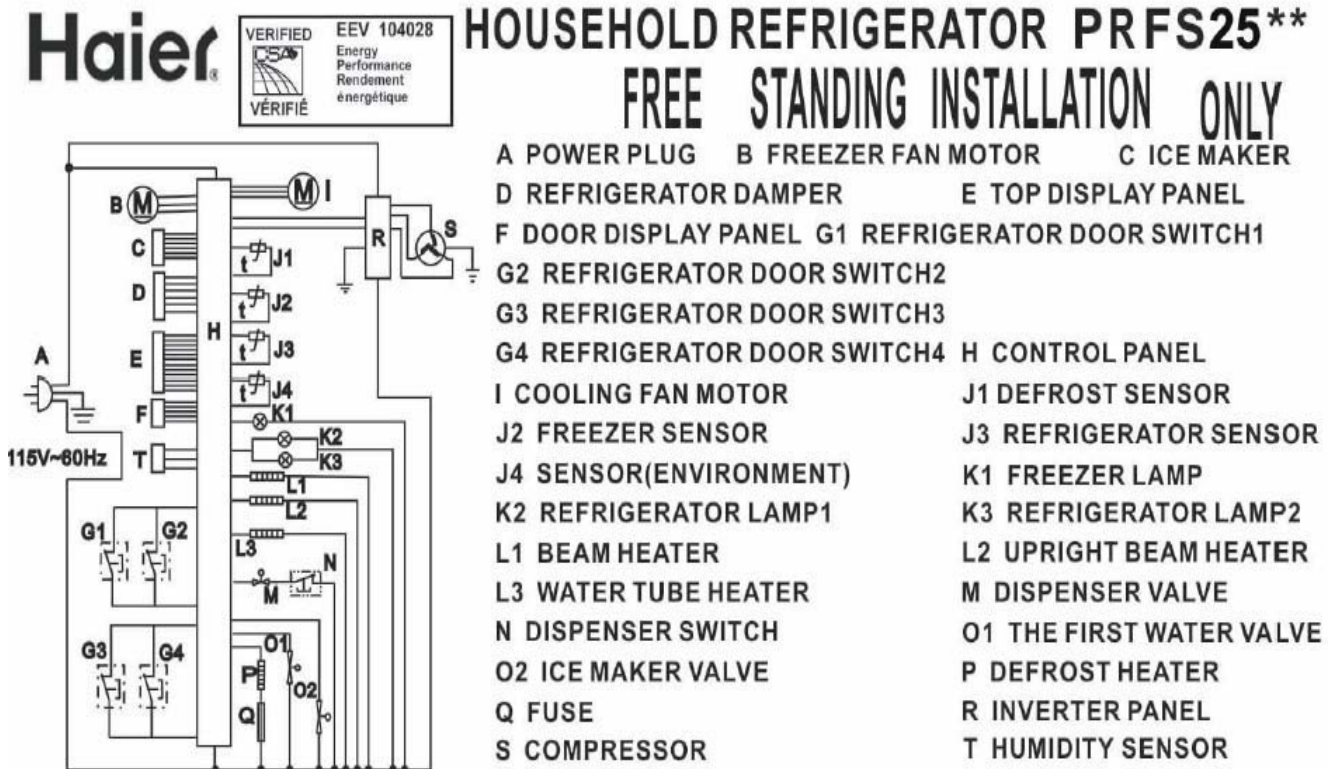 Haier
VERIFIED
CSA
VÉRIFIÉ
EEV 104028
Energy
Performance
Rendement
énergétique
HOUSEHOLD REFRIGERATOR PRFS25**
FREE STANDING INSTALLATION ONLY
A POWER PLUG B FREEZER FAN MOTOR C ICE MAKER
D REFRIGERATOR DAMPER E TOP DISPLAY PANEL
F DOOR DISPLAY PANEL G1 REFRIGERATOR DOOR SWITCH1
G2 REFRIGERATOR DOOR SWITCH2
G3 REFRIGERATOR DOOR SWITCH3
G4 REFRIGERATOR DOOR SWITCH4 H CONTROL PANEL
I COOLING FAN MOTOR J1 DEFROST SENSOR
J2 FREEZER SENSOR J3 REFRIGERATOR SENSOR
J4 SENSOR(ENVIRONMENT) K1 FREEZER LAMP
K2 REFRIGERATOR LAMP1 K3 REFRIGERATOR LAMP2
L1 BEAM HEATER L2 UPRIGHT BEAM HEATER
L3 WATER TUBE HEATER M DISPENSER VALVE
N DISPENSER SWITCH O1 THE FIRST WATER VALVE
O2 ICE MAKER VALVE P DEFROST HEATER
Q FUSE R INVERTER PANEL
S COMPRESSOR T HUMIDITY SENSOR
B M M I
R S
C t J1
D t J2
H
E t J3
A
t J4
F K1
K2
115V~60Hz T K3
L1
L2
G1 G2
L3 N
M
G3 G4 O1
P O2
Q